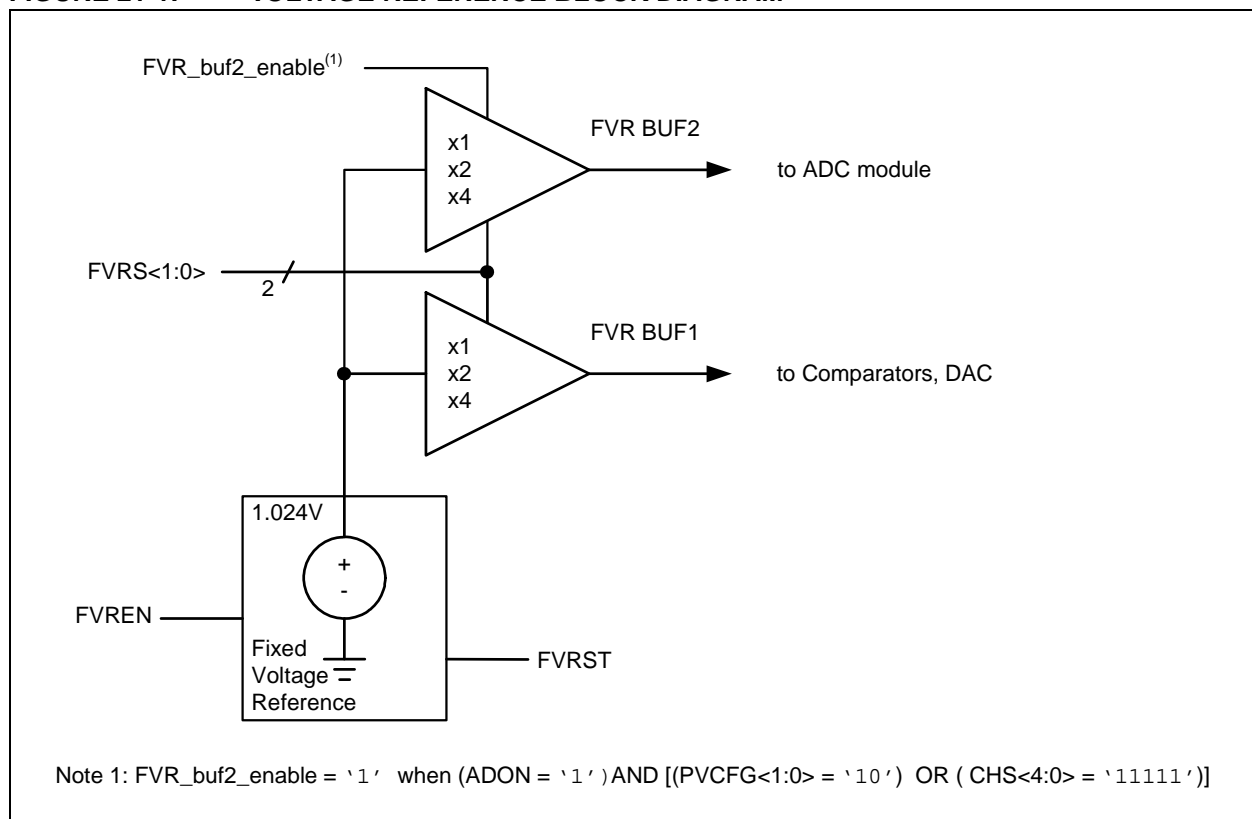 FVR_buf2_enable(1)
x1
x2
x4
FVR BUF2
to ADC module
FVRS<1:0>
2
x1
x2
x4
FVR BUF1
to Comparators, DAC
1.024V
+
-
FVREN
Fixed
Voltage
Reference
FVRST
Note 1: FVR_buf2_enable = ‘1’ when (ADON = ‘1’)AND [(PVCFG<1:0> = ‘10’) OR ( CHS<4:0> = ‘11111’)]